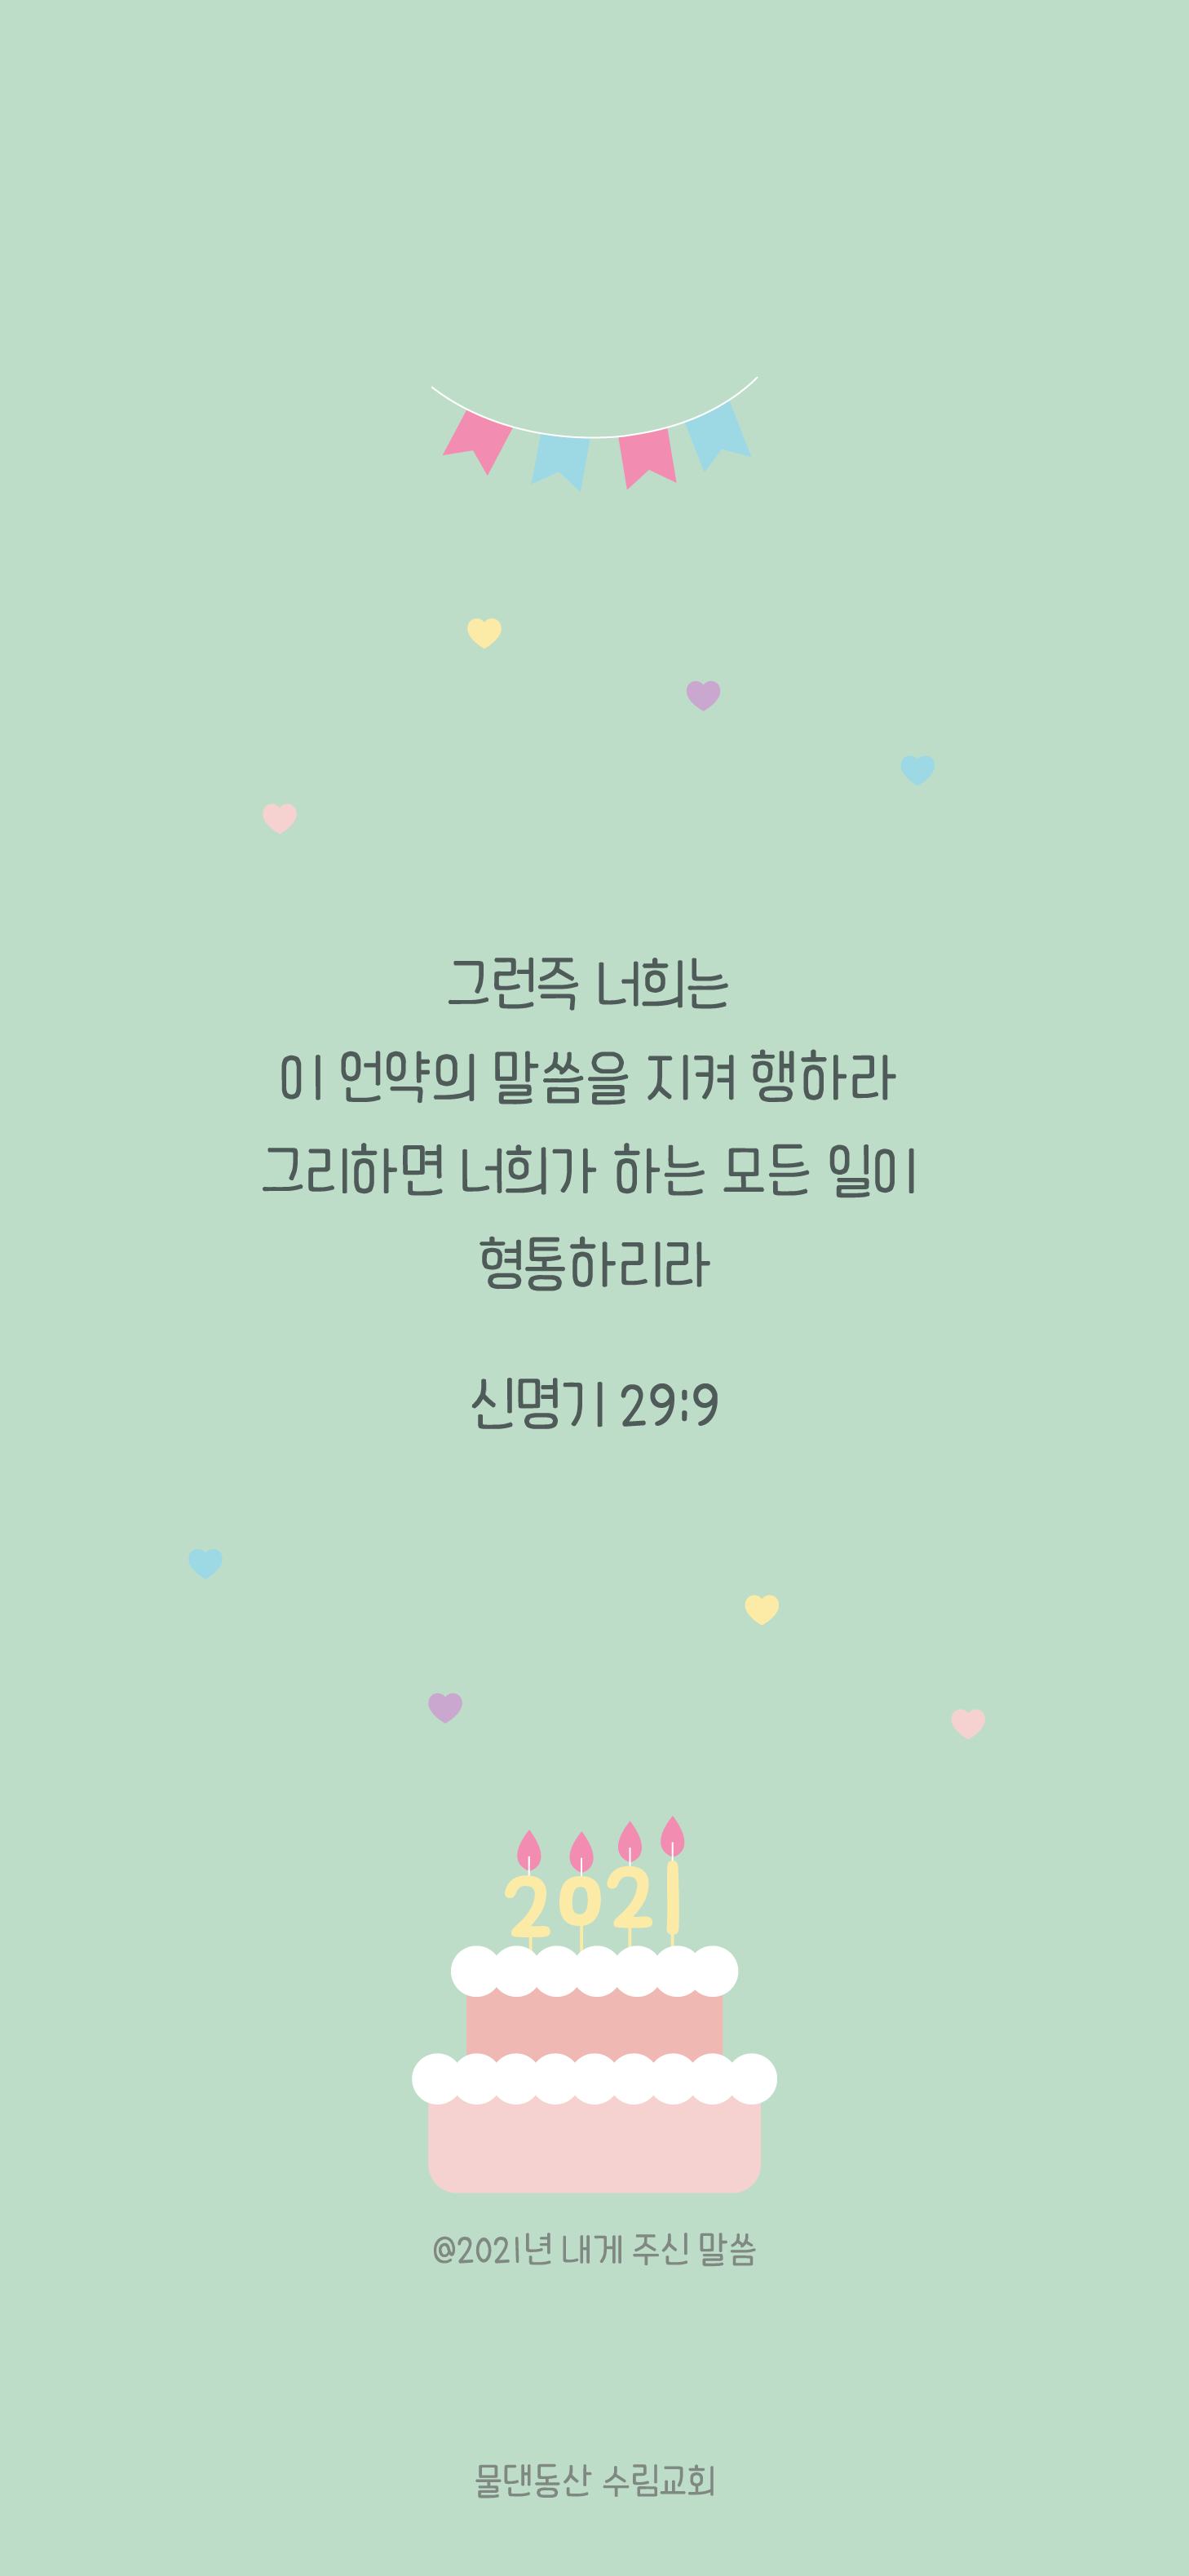 그런즉 너희는
이 언약의 말씀을 지켜 행하라
그리하면 너희가 하는 모든 일이
형통하리라
신명기 29:9
2021
@2021년 내게 주신 말씀
물댄동산 수림교회